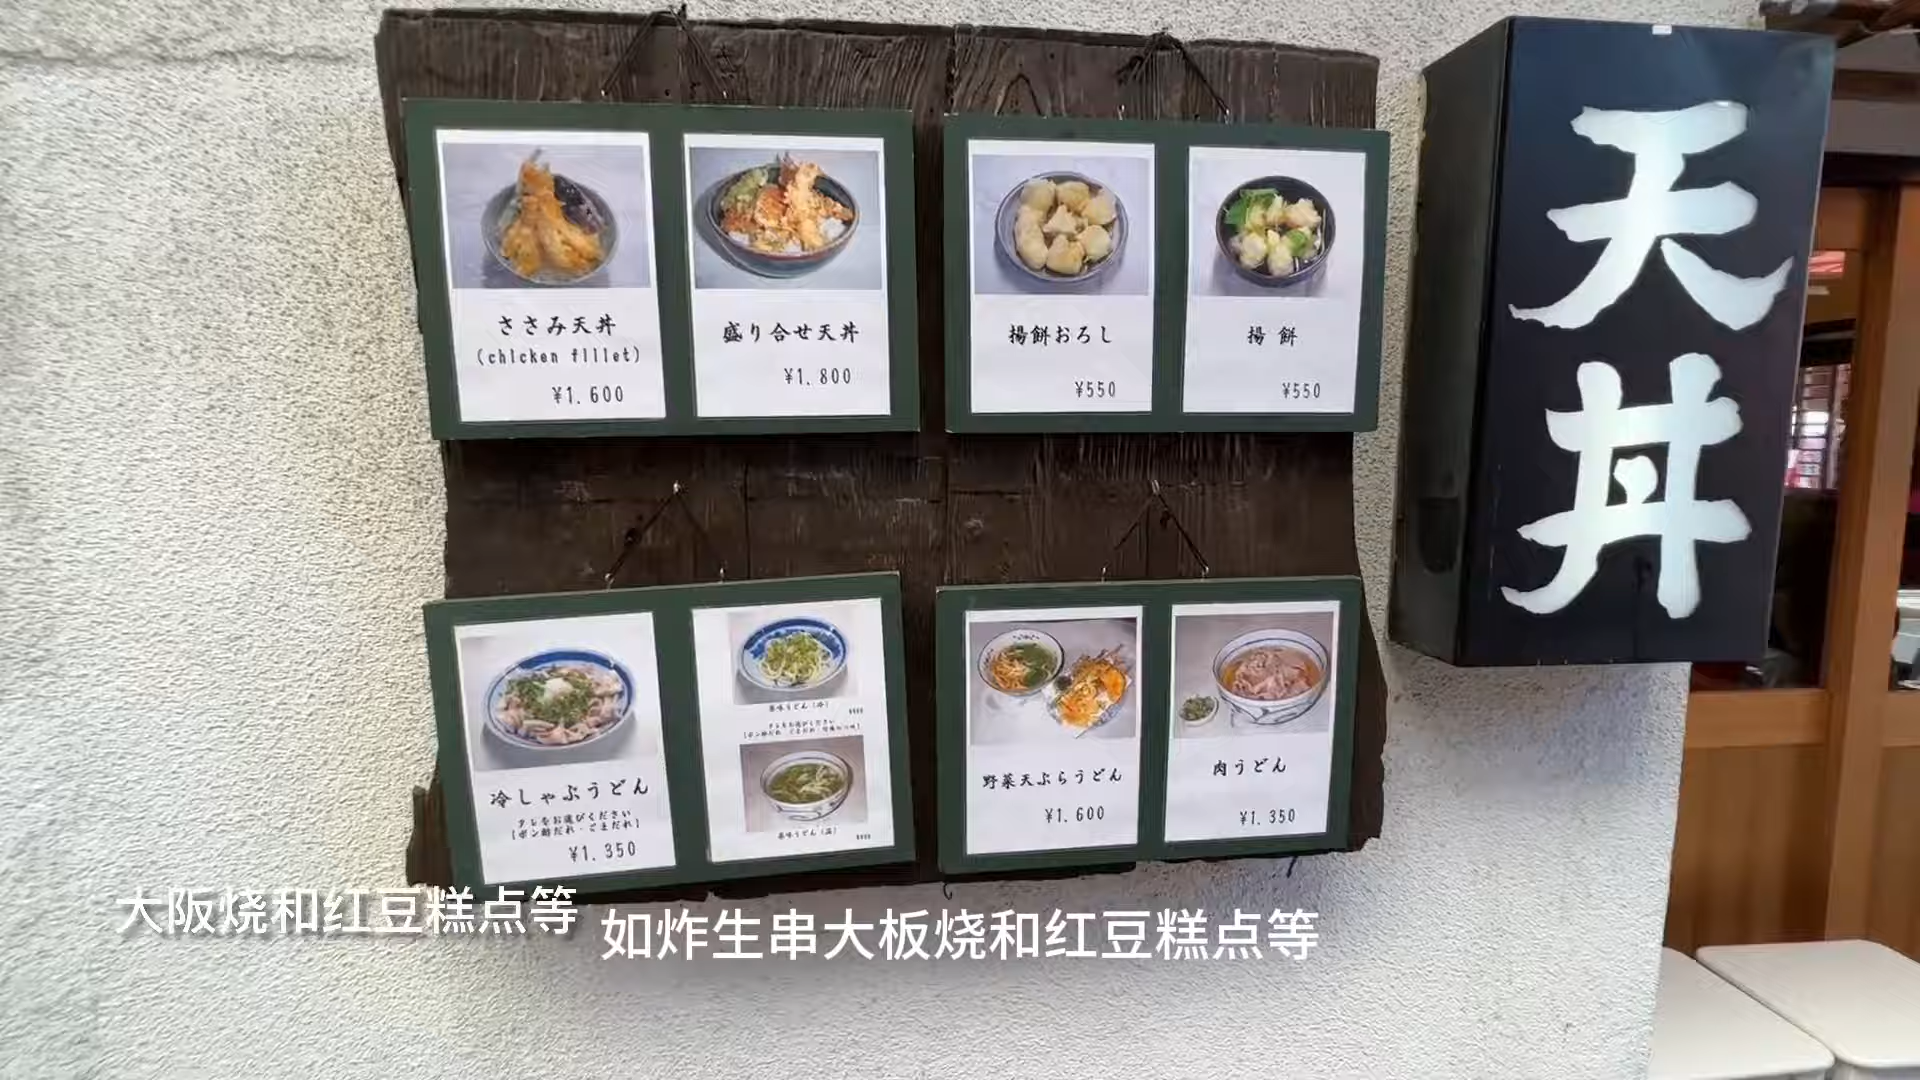 ささみ天丼
(chicken fillet)
¥1.600
盛り合せ天丼
¥1.800
揚餅おろし
¥550
揚餅
¥550
天丼
冷しゃぶうどん
タレをお選びください
[ポン酢だれ・ごまだれ]
¥1.350
野菜天ぷらうどん
¥1.600
肉うどん
¥1.350
大阪烧和红豆糕点等
如炸生串大板烧和红豆糕点等